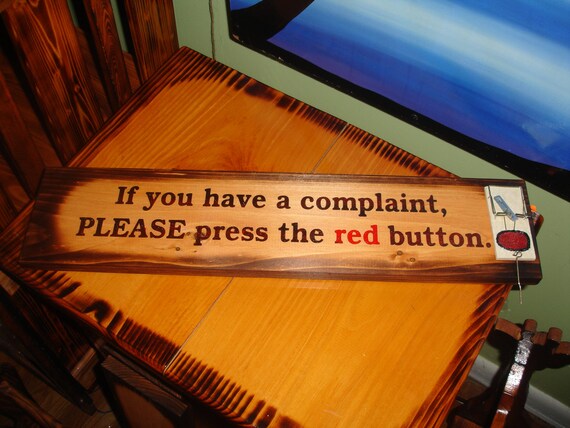 If you have a complaint,
PLEASE press the red button.